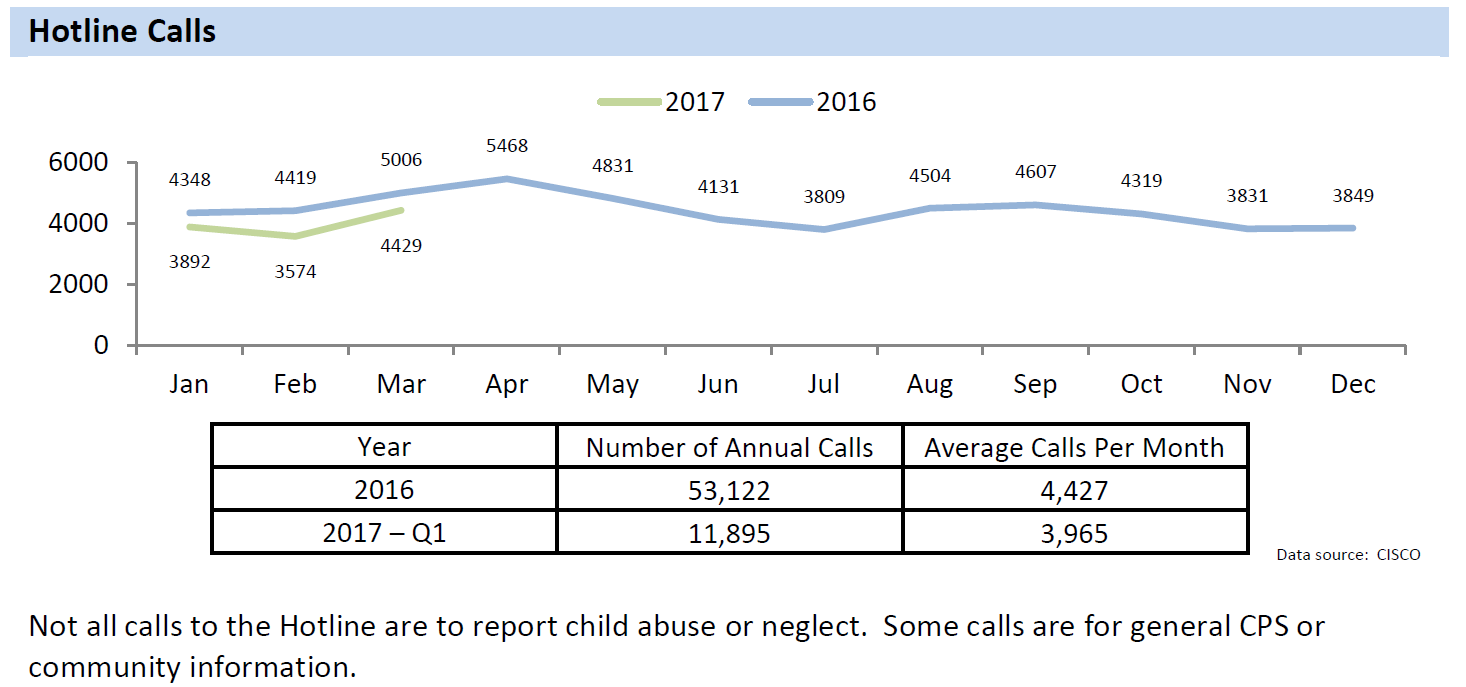 Hotline Calls
2017 2016
6000
4000
2000
0
4348 4419 5006 5468 4831 4131 3809 4504 4607 4319 3831 3849
3892 3574 4429
Jan Feb Mar Apr May Jun Jul Aug Sep Oct Nov Dec
Year Number of Annual Calls Average Calls Per Month
2016 53,122 4,427
2017 – Q1 11,895 3,965
Data source:  CISCO
Not all calls to the Hotline are to report child abuse or neglect.  Some calls are for general CPS or
community information.